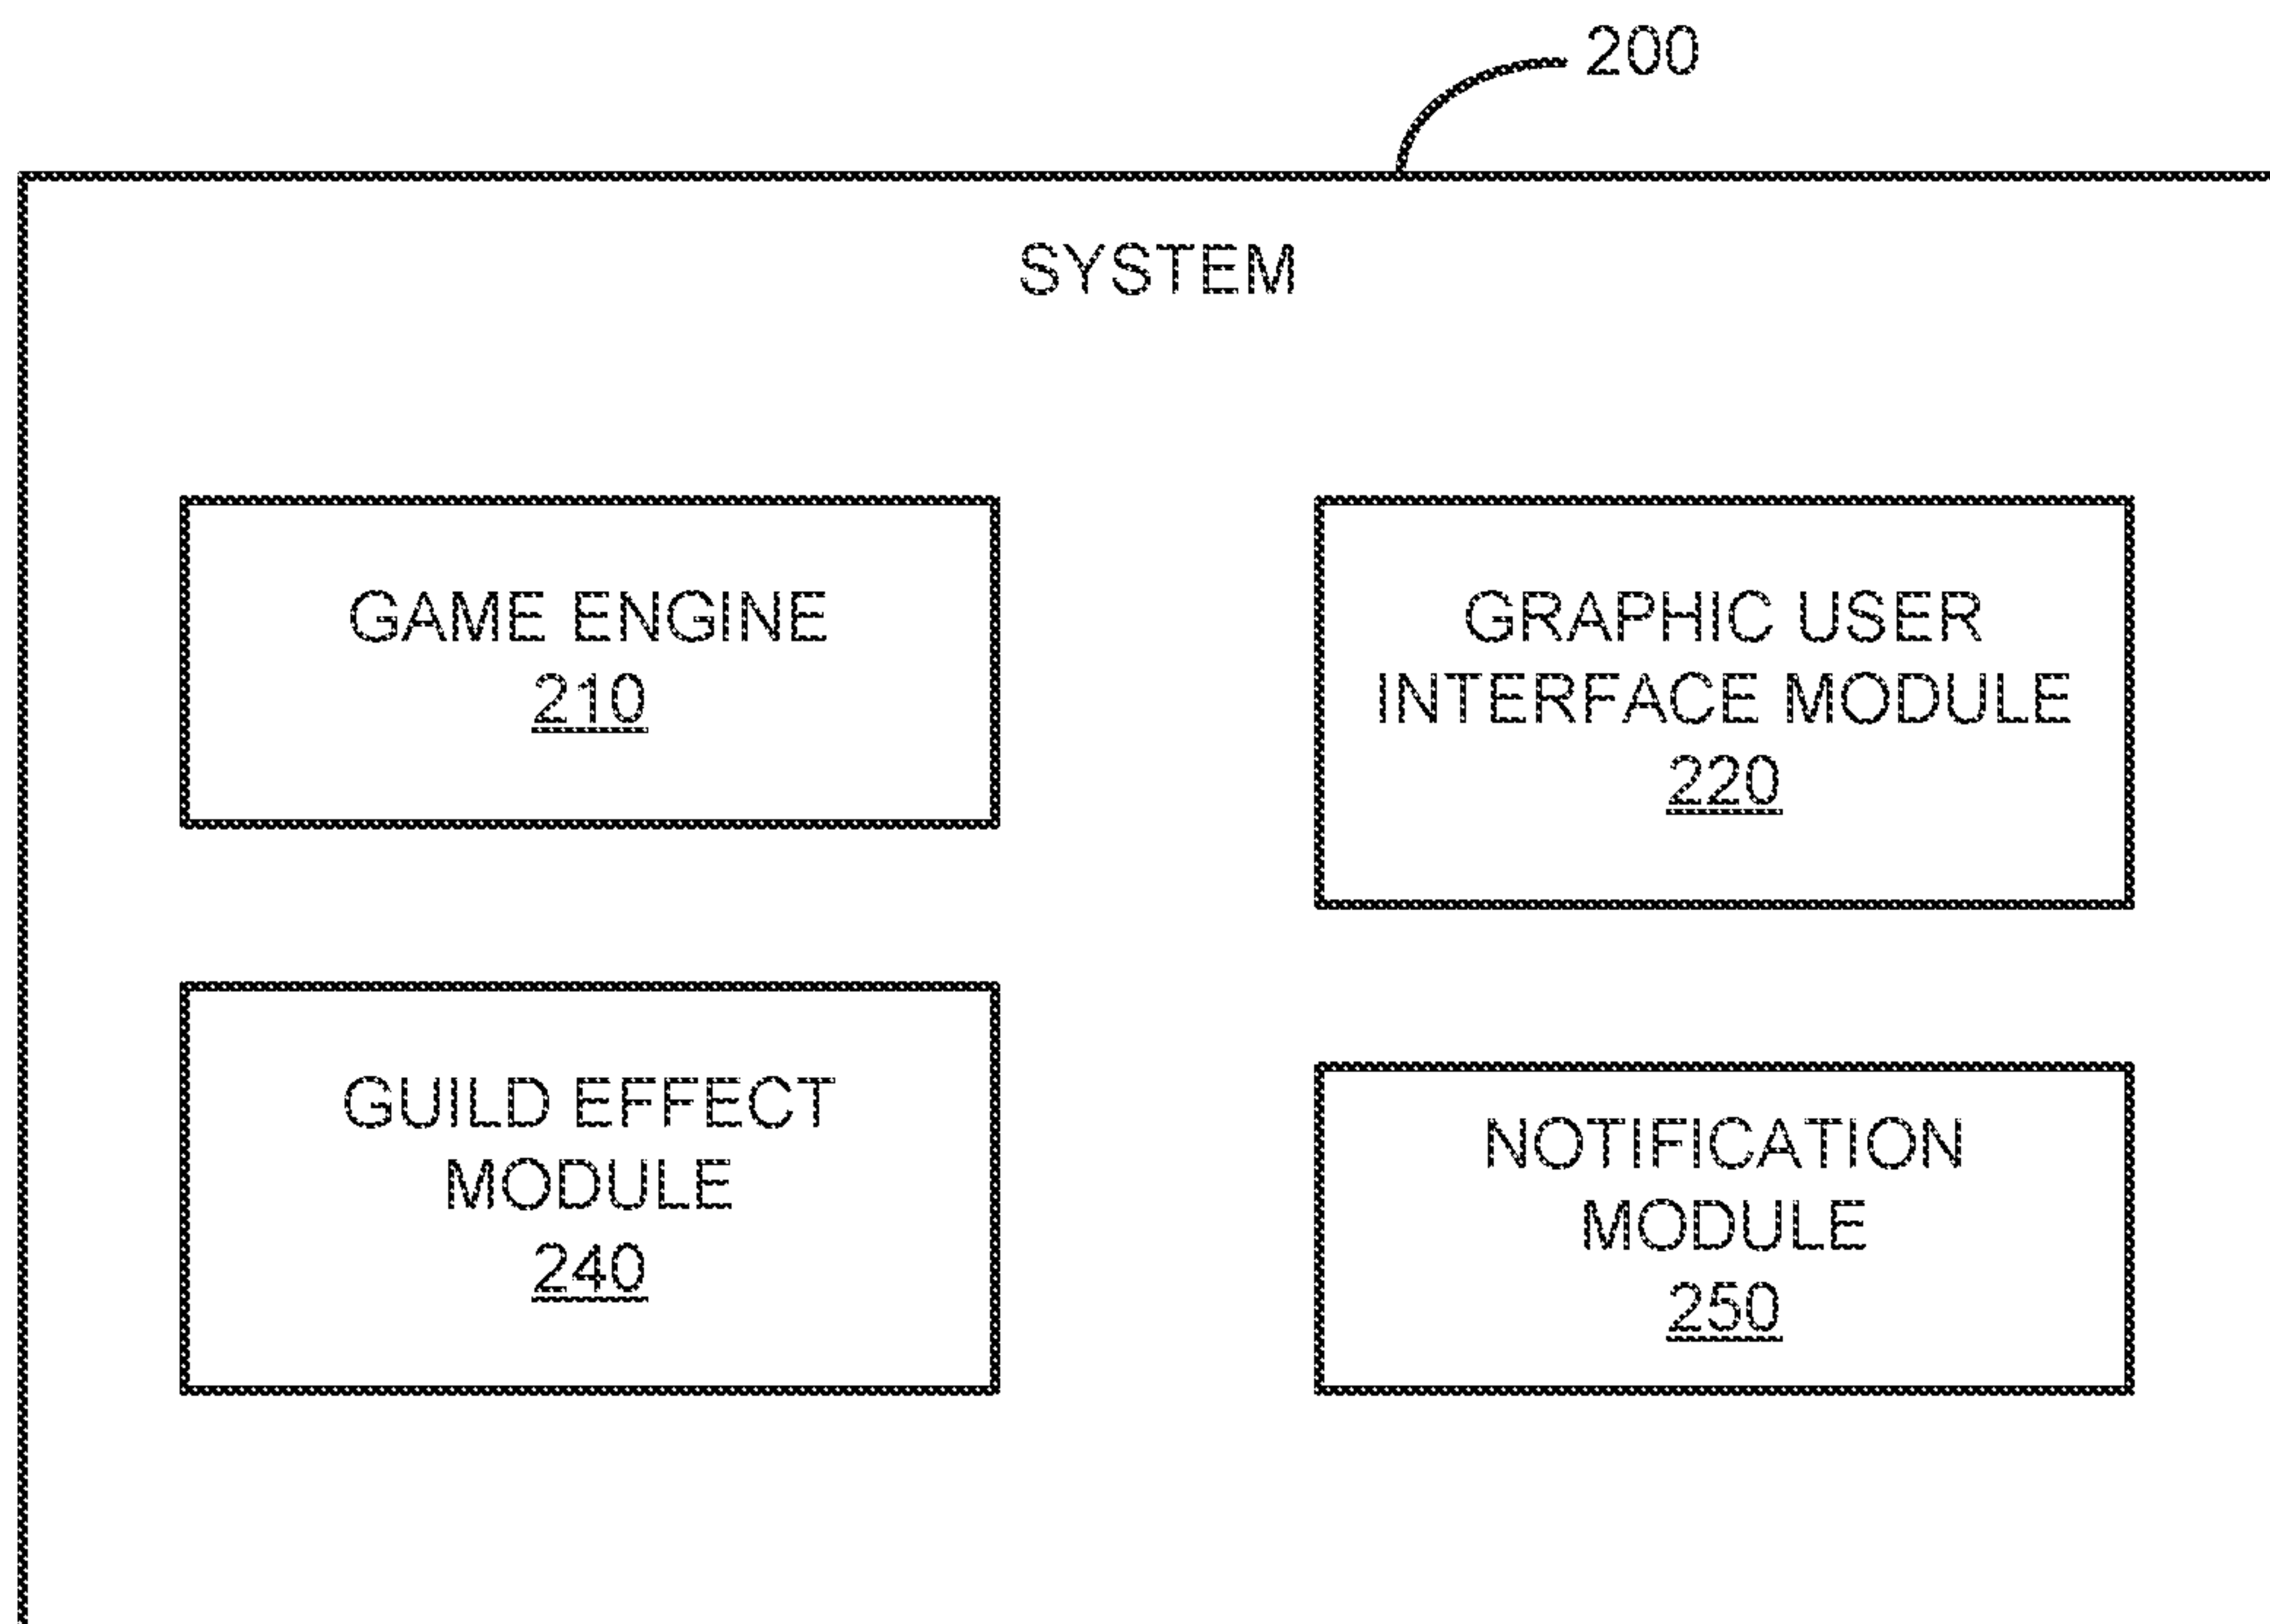 200
SYSTEM
GAME ENGINE
210
GRAPHIC USER
INTERFACE MODULE
220
GUILD EFFECT
MODULE
240
NOTIFICATION
MODULE
250